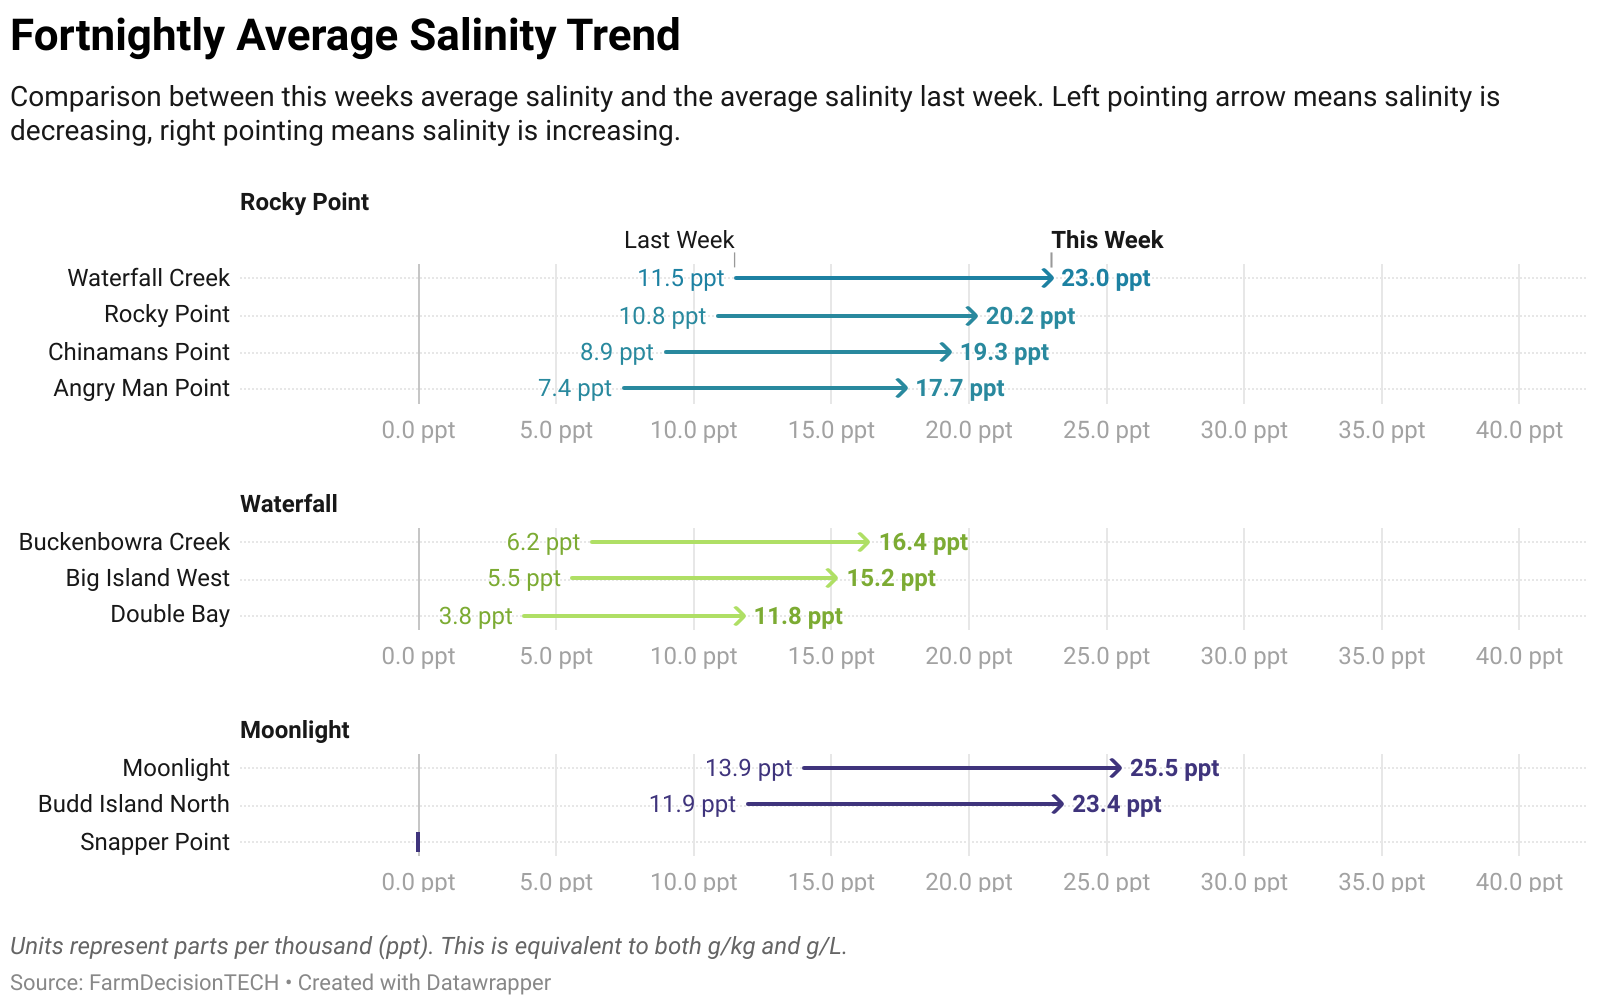 Fortnightly Average Salinity Trend
Comparison between this weeks average salinity and the average salinity last week. Left pointing arrow means salinity is
decreasing, right pointing means salinity is increasing.
Rocky Point
Last Week This Week
Waterfall Creek 11.5 ppt 23.0 ppt
Rocky Point 10.8 ppt 20.2 ppt
Chinamans Point 8.9 ppt 19.3 ppt
Angry Man Point 7.4 ppt 17.7 ppt
0.0 ppt 5.0 ppt 10.0 ppt 15.0 ppt 20.0 ppt 25.0 ppt 30.0 ppt 35.0 ppt 40.0 ppt
Waterfall
Buckenbowra Creek 6.2 ppt 16.4 ppt
Big Island West 5.5 ppt 15.2 ppt
Double Bay 3.8 ppt 11.8 ppt
0.0 ppt 5.0 ppt 10.0 ppt 15.0 ppt 20.0 ppt 25.0 ppt 30.0 ppt 35.0 ppt 40.0 ppt
Moonlight
Moonlight 13.9 ppt 25.5 ppt
Budd Island North 11.9 ppt 23.4 ppt
Snapper Point
0.0 ppt 5.0 ppt 10.0 ppt 15.0 ppt 20.0 ppt 25.0 ppt 30.0 ppt 35.0 ppt 40.0 ppt
Units represent parts per thousand (ppt). This is equivalent to both g/kg and g/L.
Source: FarmDecisionTECH • Created with Datawrapper